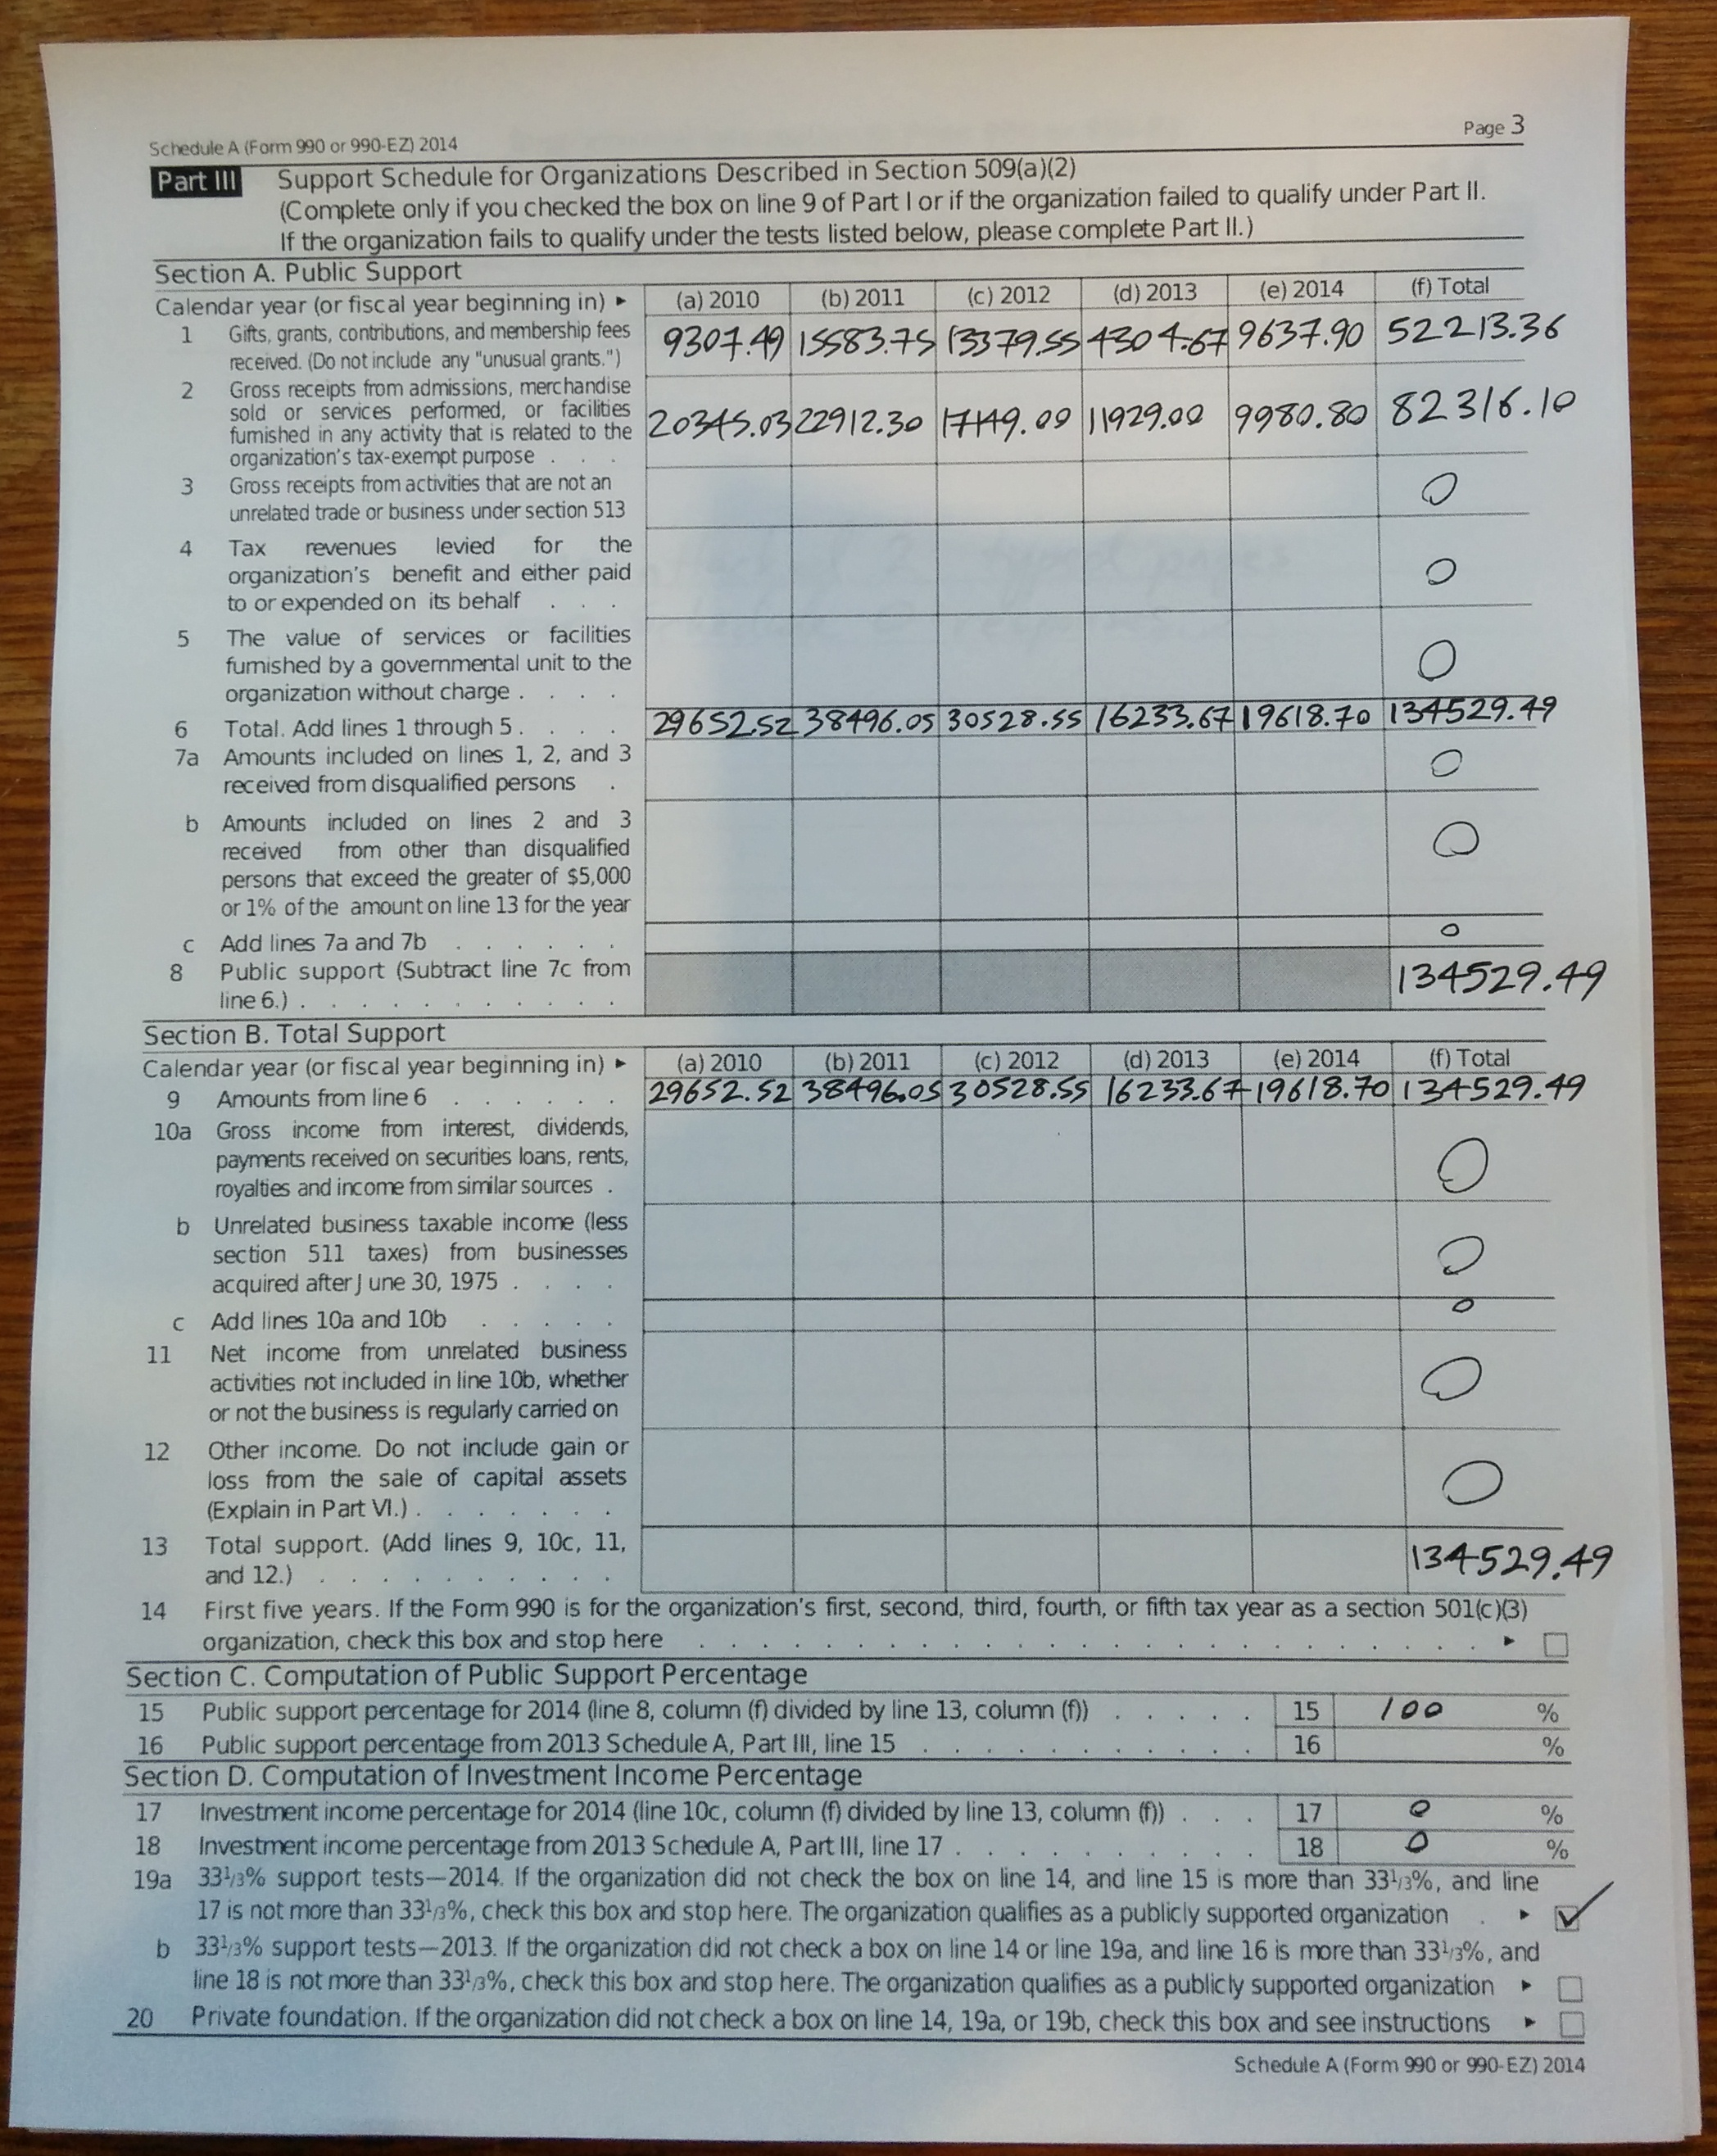 Schedule A (Form 990 or 990-EZ) 2014 Page 3
Part III Support Schedule for Organizations Described in Section 509(a)(2)
(Complete only if you checked the box on line 9 of Part I or if the organization failed to qualify under Part II.
If the organization fails to qualify under the tests listed below, please complete Part II.)
Section A. Public Support
Calendar year (or fiscal year beginning in) ▸ (a) 2010 (b) 2011 (c) 2012 (d) 2013 (e) 2014 (f) Total
1 Gifts, grants, contributions, and membership fees
received. (Do not include any "unusual grants.") 9307.49 15583.75 13379.55 4304.67 9637.90 52213.36
2 Gross receipts from admissions, merchandise
sold or services performed, or facilities
furnished in any activity that is related to the
organization's tax-exempt purpose . . . 20345.03 22912.30 17149.00 11929.00 9980.80 82316.10
3 Gross receipts from activities that are not an
unrelated trade or business under section 513 0
4 Tax revenues levied for the
organization's benefit and either paid
to or expended on its behalf . . . 0
5 The value of services or facilities
furnished by a governmental unit to the
organization without charge . . . . 0
6 Total. Add lines 1 through 5 . . . . 29652.52 38496.05 30528.55 16233.67 19618.70 134529.49
7a Amounts included on lines 1, 2, and 3
received from disqualified persons . 0
b Amounts included on lines 2 and 3
received from other than disqualified
persons that exceed the greater of $5,000
or 1% of the amount on line 13 for the year 0
c Add lines 7a and 7b . . . . . . 0
8 Public support (Subtract line 7c from
line 6.) . . . . . . . . . . . 134529.49
Section B. Total Support
Calendar year (or fiscal year beginning in) ▸ (a) 2010 (b) 2011 (c) 2012 (d) 2013 (e) 2014 (f) Total
9 Amounts from line 6 . . . . . . 29652.52 38496.05 30528.55 16233.67 19618.70 134529.49
10a Gross income from interest, dividends,
payments received on securities loans, rents,
royalties and income from similar sources . 0
b Unrelated business taxable income (less
section 511 taxes) from businesses
acquired after June 30, 1975 . . . . 0
c Add lines 10a and 10b . . . . . 0
11 Net income from unrelated business
activities not included in line 10b, whether
or not the business is regularly carried on 0
12 Other income. Do not include gain or
loss from the sale of capital assets
(Explain in Part VI.) . . . . . . . 0
13 Total support. (Add lines 9, 10c, 11,
and 12.) . . . . . . . . . . 134529.49
14 First five years. If the Form 990 is for the organization's first, second, third, fourth, or fifth tax year as a section 501(c)(3)
organization, check this box and stop here . . . . . . . . . . . . . . . . . . . . . . ▸ ☐
Section C. Computation of Public Support Percentage
15 Public support percentage for 2014 (line 8, column (f) divided by line 13, column (f)) . . . . . 15 100 %
16 Public support percentage from 2013 Schedule A, Part III, line 15 . . . . . . . . . . . 16 %
Section D. Computation of Investment Income Percentage
17 Investment income percentage for 2014 (line 10c, column (f) divided by line 13, column (f)) . . . 17 0 %
18 Investment income percentage from 2013 Schedule A, Part III, line 17 . . . . . . . . . . 18 0 %
19a 33 1/3% support tests—2014. If the organization did not check the box on line 14, and line 15 is more than 33 1/3%, and line
17 is not more than 33 1/3%, check this box and stop here. The organization qualifies as a publicly supported organization . ▸ ☑
b 33 1/3% support tests—2013. If the organization did not check a box on line 14 or line 19a, and line 16 is more than 33 1/3%, and
line 18 is not more than 33 1/3%, check this box and stop here. The organization qualifies as a publicly supported organization ▸ ☐
20 Private foundation. If the organization did not check a box on line 14, 19a, or 19b, check this box and see instructions ▸ ☐
Schedule A (Form 990 or 990-EZ) 2014